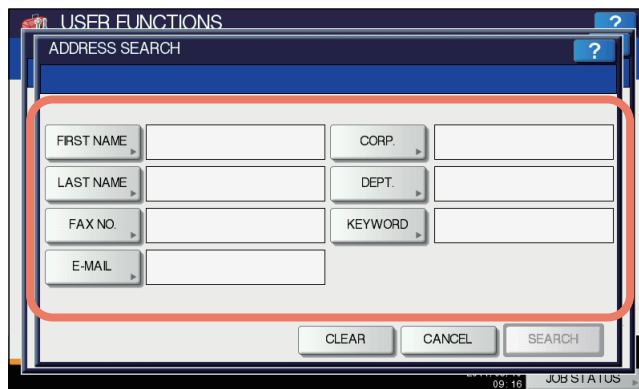 USER FUNCTIONS ?
ADDRESS SEARCH ?
FIRST NAME CORP.
LAST NAME DEPT.
FAX NO. KEYWORD
E-MAIL
CLEAR CANCEL SEARCH
09:16 JOB STATUS